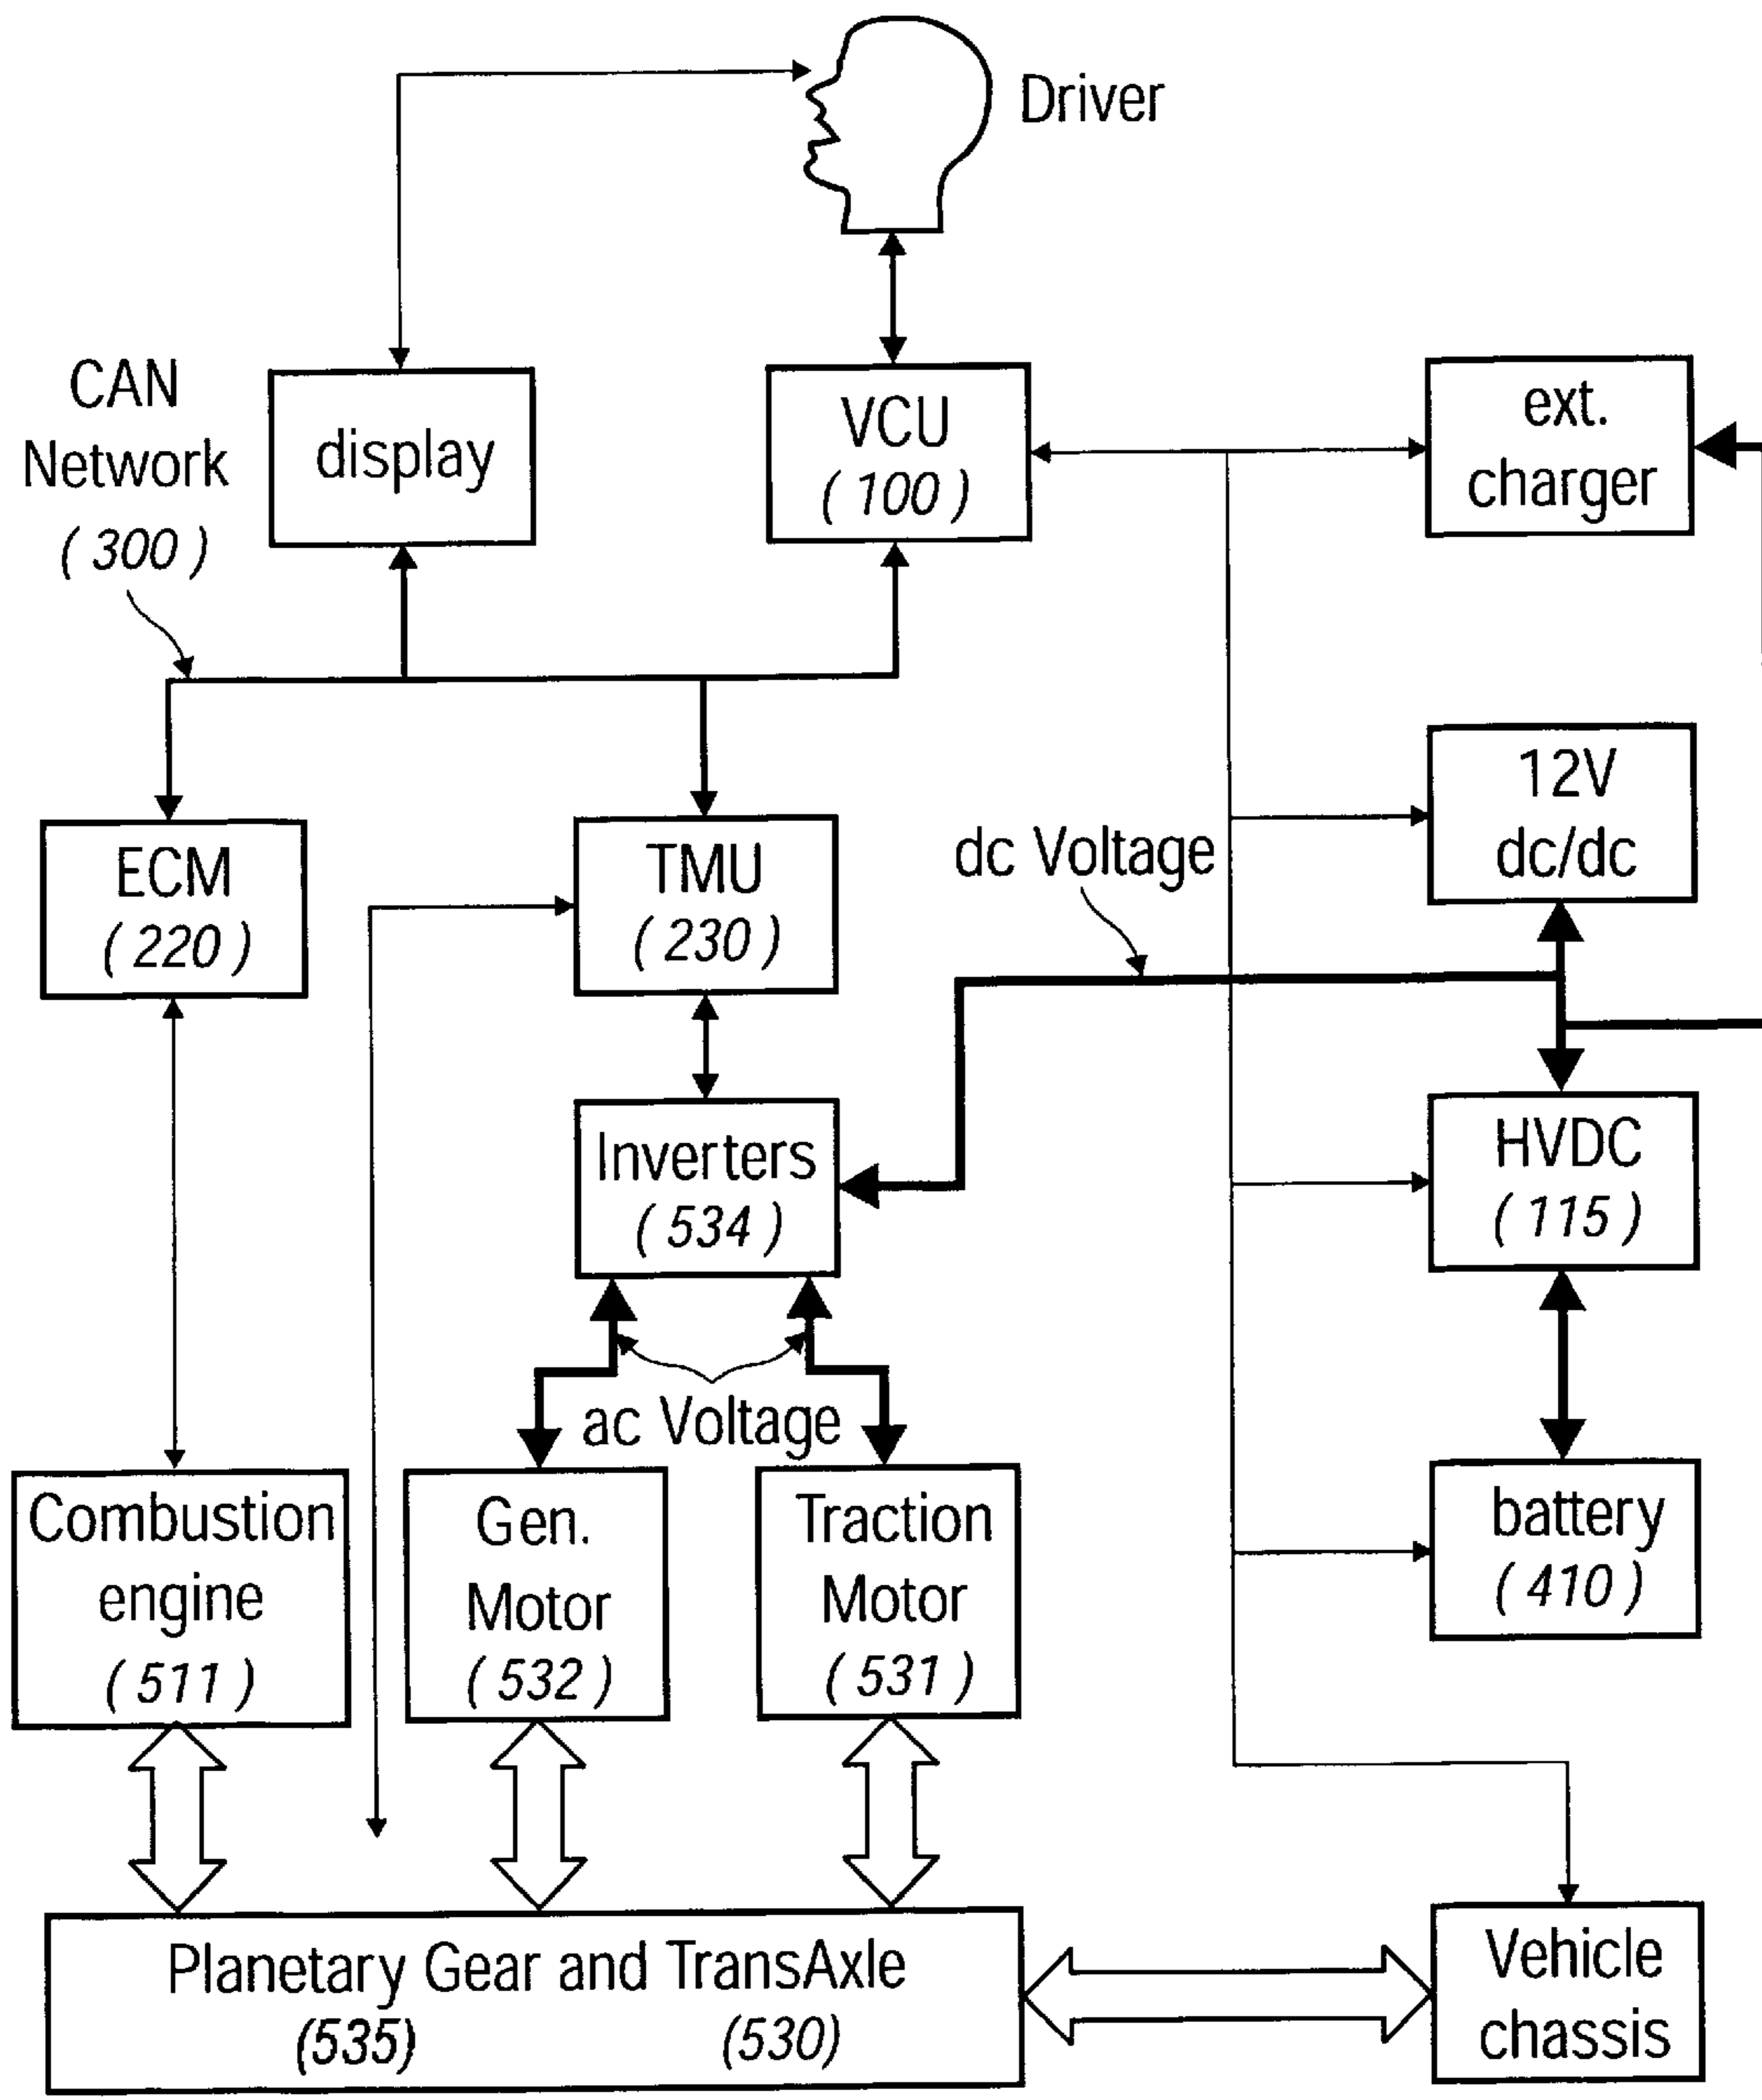 Driver
CAN
Network
( 300 )
display
VCU
( 100 )
ext.
charger
12V
dc/dc
dc Voltage
ECM
( 220 )
TMU
( 230 )
Inverters
( 534 )
HVDC
( 115 )
ac Voltage
Combustion
engine
( 511 )
Gen.
Motor
( 532 )
Traction
Motor
( 531 )
battery
( 410 )
Planetary Gear and TransAxle
(535) (530)
Vehicle
chassis